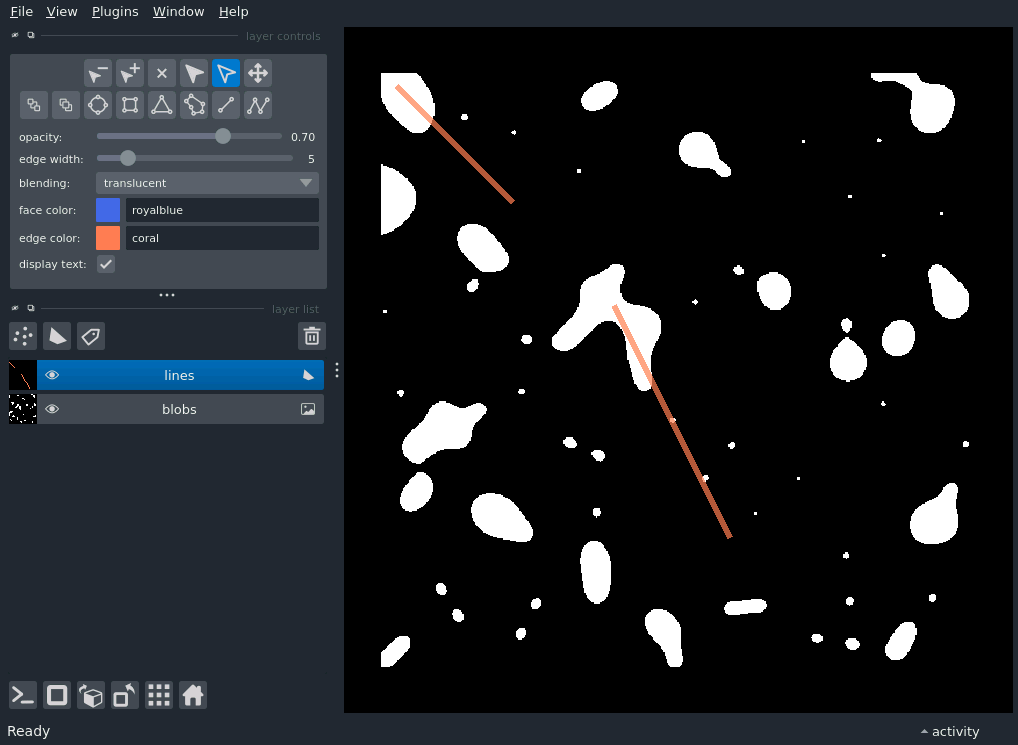 File View Plugins Window Help
layer controls
opacity: 0.70
edge width: 5
blending: translucent
face color: royalblue
edge color: coral
display text:
layer list
lines
blobs
Ready
activity